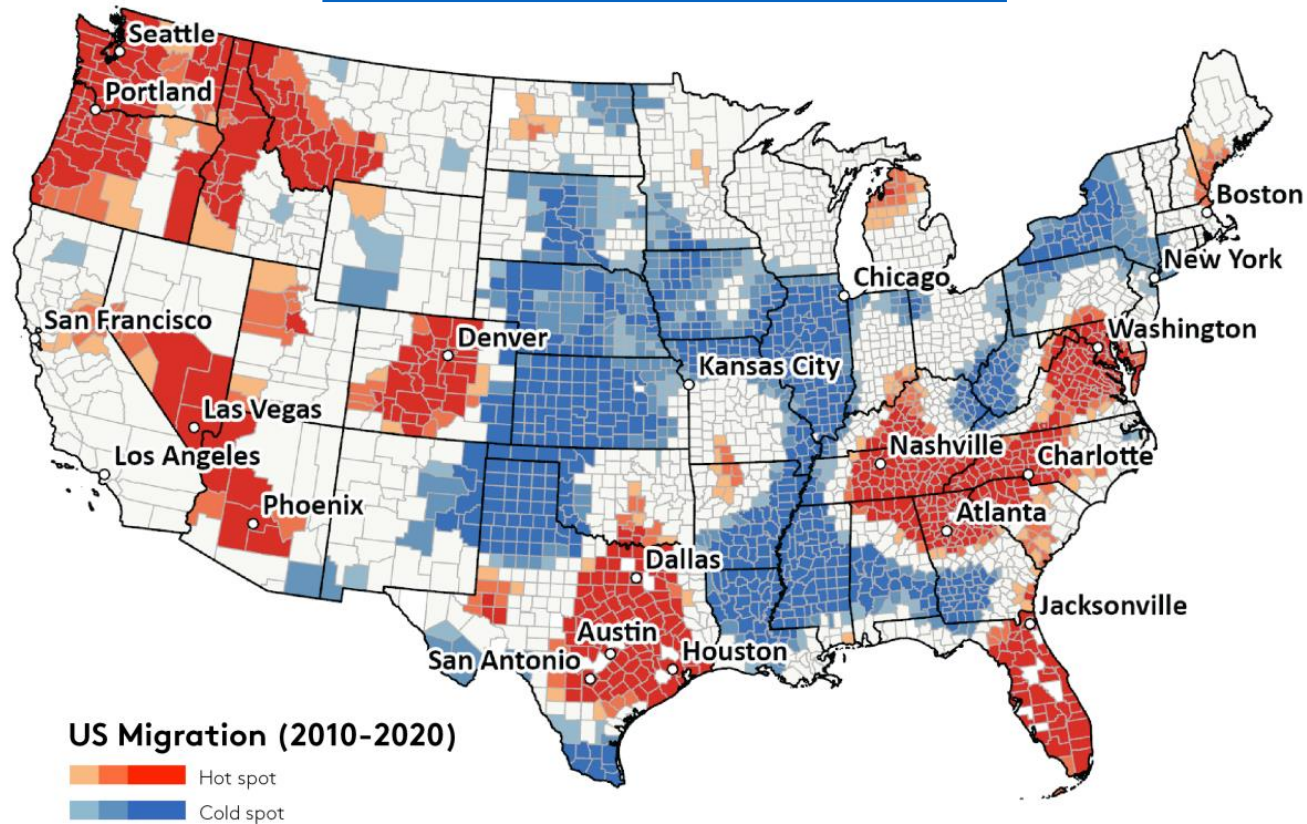 Seattle
Portland
Boston
New York
Chicago
San Francisco
Washington
Denver
Kansas City
Las Vegas
Nashville
Charlotte
Los Angeles
Phoenix
Atlanta
Dallas
Jacksonville
Austin
Houston
San Antonio
US Migration (2010-2020)
Hot spot
Cold spot